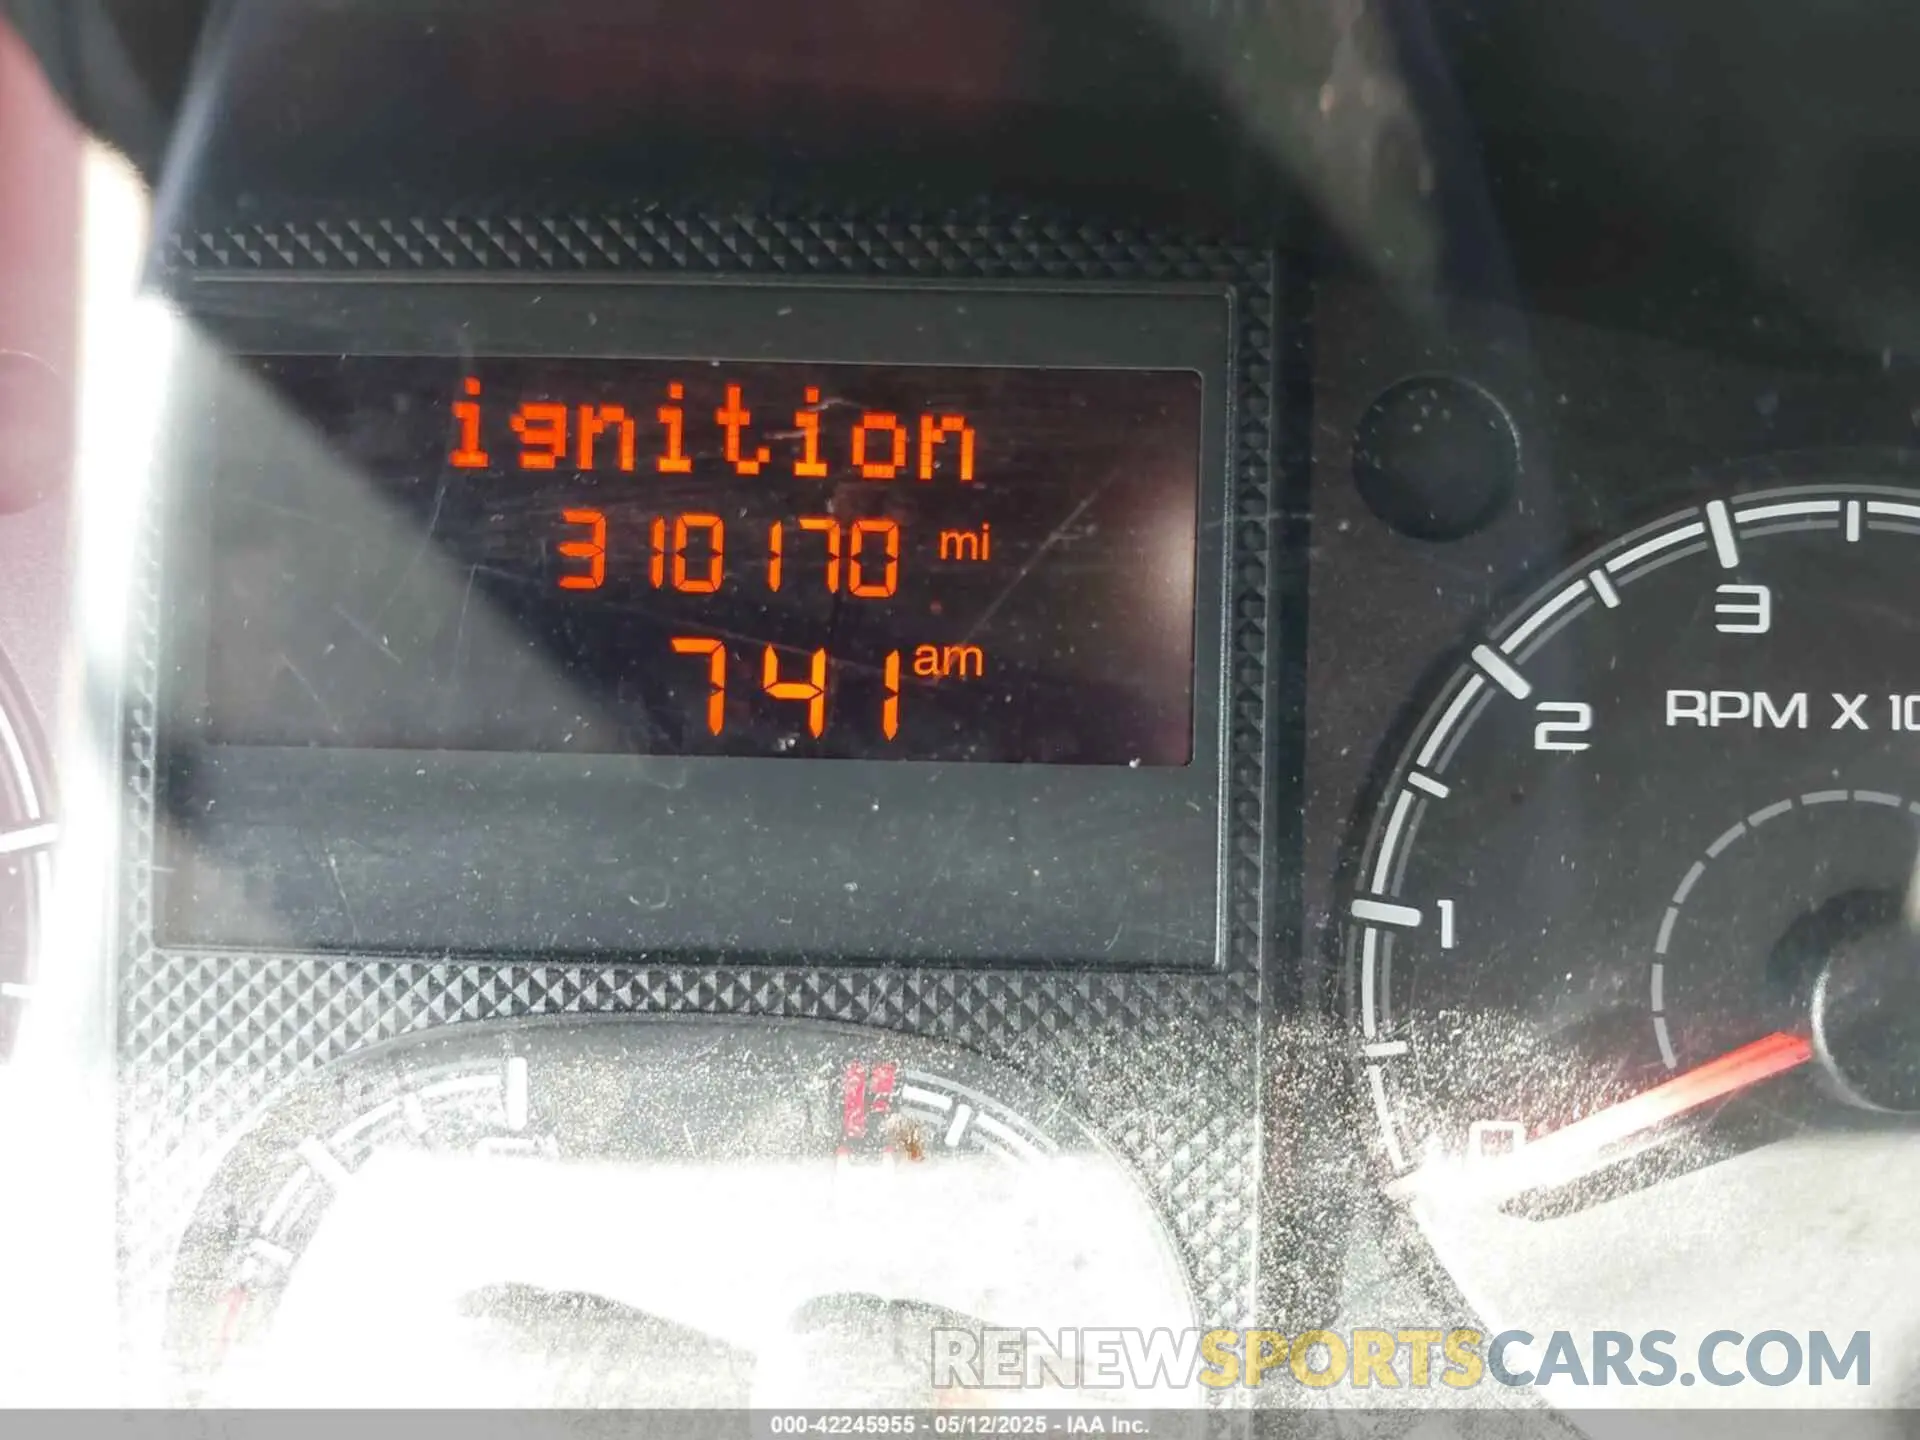 ignition
310170 mi
741 am
3
2
RPM X 10
1
0
RENEWSPORTSCARS.COM
000-42245955 - 05/12/2025 - IAA Inc.